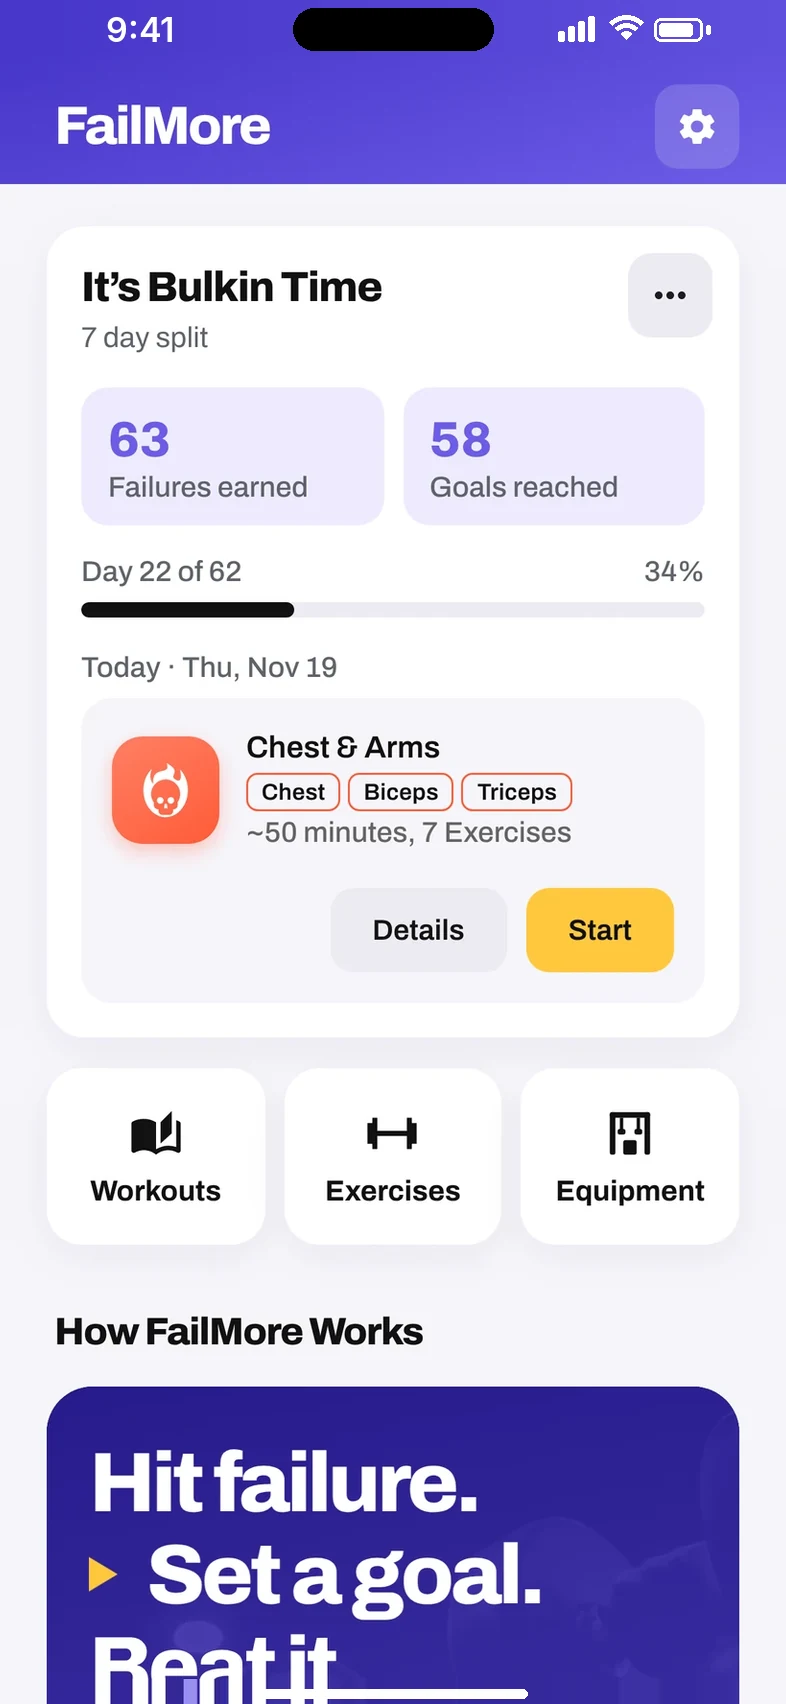 9:41
FailMore
It's Bulkin Time
7 day split
63
Failures earned
58
Goals reached
Day 22 of 62
34%
Today · Thu, Nov 19
Chest & Arms
Chest
Biceps
Triceps
~50 minutes, 7 Exercises
Details
Start
Workouts
Exercises
Equipment
How FailMore Works
Hit failure.
Set a goal.
Beat it